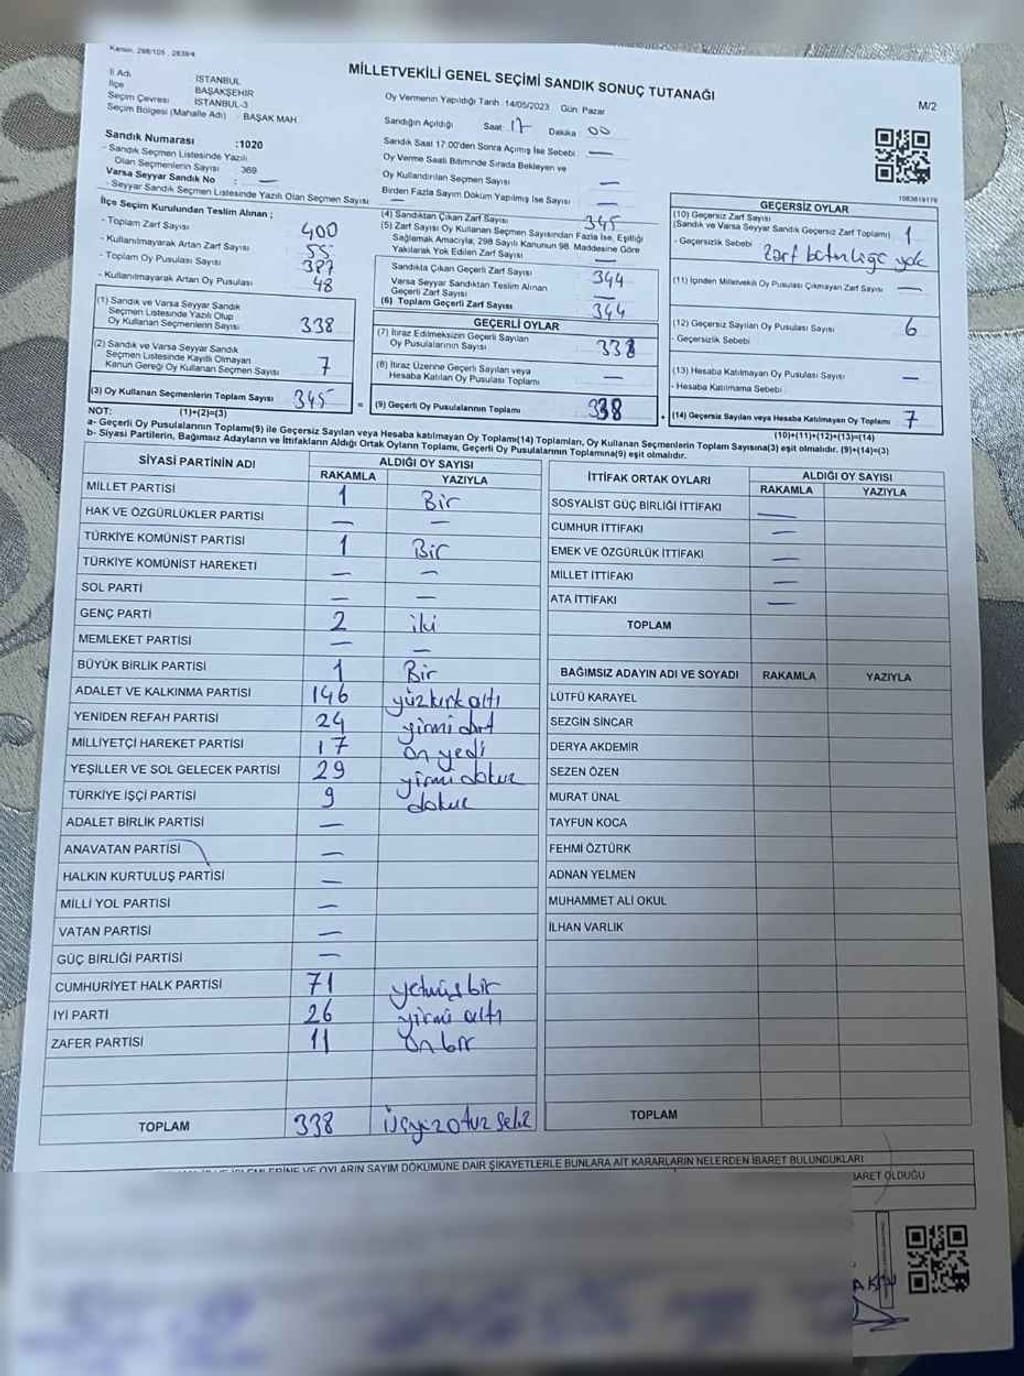 Kanun: 298/105 , 2839/4
MİLLETVEKİLİ GENEL SEÇİMİ SANDIK SONUÇ TUTANAĞI
M/2
İl Adı İSTANBUL
İlçe BAŞAKŞEHİR
Seçim Çevresi İSTANBUL-3
Seçim Bölgesi (Mahalle Adı) BAŞAK MAH
Oy Vermenin Yapıldığı Tarih: 14/05/2023 Gün: Pazar
Sandığın Açıldığı Saat 17 Dakika 00
Sandık Saat 17.00'den Sonra Açılmış İse Sebebi: —
Oy Verme Saati Bitiminde Sırada Bekleyen ve
Oy Kullandırılan Seçmen Sayısı —
Birden Fazla Sayım Döküm Yapılmış İse Sayısı —
Sandık Numarası :1020
- Sandık Seçmen Listesinde Yazılı
Olan Seçmenlerin Sayısı 369
Varsa Seyyar Sandık No : —
- Seyyar Sandık Seçmen Listesinde Yazılı Olan Seçmen Sayısı —
İlçe Seçim Kurulundan Teslim Alınan ;
- Toplam Zarf Sayısı 400
- Kullanılmayarak Artan Zarf Sayısı 55
- Toplam Oy Pusulası Sayısı 387
- Kullanılmayarak Artan Oy Pusulası 48
(1) Sandık ve Varsa Seyyar Sandık
Seçmen Listesinde Yazılı Olup
Oy Kullanan Seçmenlerin Sayısı 338
(2) Sandık ve Varsa Seyyar Sandık
Seçmen Listesinde Kayıtlı Olmayan
Kanun Gereği Oy Kullanan Seçmen Sayısı 7
(3) Oy Kullanan Seçmenlerin Toplam Sayısı 345
(4) Sandıktan Çıkan Zarf Sayısı 345
(5) Zarf Sayısı Oy Kullanan Seçmen Sayısından Fazla İse, Eşitliği
Sağlamak Amacıyla, 298 Sayılı Kanunun 98. Maddesine Göre
Yakılarak Yok Edilen Zarf Sayısı —
Sandıkta Çıkan Geçerli Zarf Sayısı 344
Varsa Seyyar Sandıktan Teslim Alınan
Geçerli Zarf Sayısı —
(6) Toplam Geçerli Zarf Sayısı 344
GEÇERLİ OYLAR
(7) İtiraz Edilmeksizin Geçerli Sayılan
Oy Pusulalarının Sayısı 338
(8) İtiraz Üzerine Geçerli Sayılan veya
Hesaba Katılan Oy Pusulası Toplamı —
= (9) Geçerli Oy Pusulalarının Toplamı 338
GEÇERSİZ OYLAR
(10) Geçersiz Zarf Sayısı
(Sandık ve Varsa Seyyar Sandık Geçersiz Zarf Toplamı) 1
- Geçersizlik Sebebi Zarf bütünlüğü yok
(11) İçinden Milletvekili Oy Pusulası Çıkmayan Zarf Sayısı —
(12) Geçersiz Sayılan Oy Pusulası Sayısı 6
- Geçersizlik Sebebi
(13) Hesaba Katılmayan Oy Pusulası Sayısı —
- Hesaba Katılmama Sebebi
+ (14) Geçersiz Sayılan veya Hesaba Katılmayan Oy Toplamı 7
NOT: (1)+(2)=(3)
(10)+(11)+(12)+(13)=(14)
a- Geçerli Oy Pusulalarının Toplamı(9) ile Geçersiz Sayılan veya Hesaba katılmayan Oy Toplamı(14) Toplamları, Oy Kullanan Seçmenlerin Toplam Sayısına(3) eşit olmalıdır. (9)+(14)=(3)
b- Siyasi Partilerin, Bağımsız Adayların ve İttifakların Aldığı Ortak Oyların Toplamı, Geçerli Oy Pusulalarının Toplamına(9) eşit olmalıdır.
SİYASİ PARTİNİN ADI ALDIĞI OY SAYISI
RAKAMLA YAZIYLA
MİLLET PARTİSİ 1 Bir
HAK VE ÖZGÜRLÜKLER PARTİSİ — —
TÜRKİYE KOMÜNİST PARTİSİ 1 Bir
TÜRKİYE KOMÜNİST HAREKETİ — —
SOL PARTİ — —
GENÇ PARTİ 2 iki
MEMLEKET PARTİSİ — —
BÜYÜK BİRLİK PARTİSİ 1 Bir
ADALET VE KALKINMA PARTİSİ 146 yüzkırkaltı
YENİDEN REFAH PARTİSİ 24 yirmi dört
MİLLİYETÇİ HAREKET PARTİSİ 17 on yedi
YEŞİLLER VE SOL GELECEK PARTİSİ 29 yirmi dokuz
TÜRKİYE İŞÇİ PARTİSİ 9 dokuz
ADALET BİRLİK PARTİSİ —
ANAVATAN PARTİSİ —
HALKIN KURTULUŞ PARTİSİ —
MİLLİ YOL PARTİSİ —
VATAN PARTİSİ —
GÜÇ BİRLİĞİ PARTİSİ —
CUMHURİYET HALK PARTİSİ 71 yetmişbir
İYİ PARTİ 26 yirmi altı
ZAFER PARTİSİ 11 on bir
TOPLAM 338 üçyüzotuz sekiz
İTTİFAK ORTAK OYLARI ALDIĞI OY SAYISI
RAKAMLA YAZIYLA
SOSYALİST GÜÇ BİRLİĞİ İTTİFAKI —
CUMHUR İTTİFAKI —
EMEK VE ÖZGÜRLÜK İTTİFAKI —
MİLLET İTTİFAKI —
ATA İTTİFAKI —
TOPLAM
BAĞIMSIZ ADAYIN ADI VE SOYADI RAKAMLA YAZIYLA
LÜTFÜ KARAYEL
SEZGİN SİNCAR
DERYA AKDEMİR
SEZEN ÖZEN
MURAT ÜNAL
TAYFUN KOCA
FEHMİ ÖZTÜRK
ADNAN YELMEN
MUHAMMET ALİ OKUL
İLHAN VARLIK
TOPLAM
VE OYLARIN SAYIM DÖKÜMÜNE DAİR ŞİKAYETLERLE BUNLARA AİT KARARLARIN NELERDEN İBARET BULUNDUKLARI
İBARET OLDUĞU